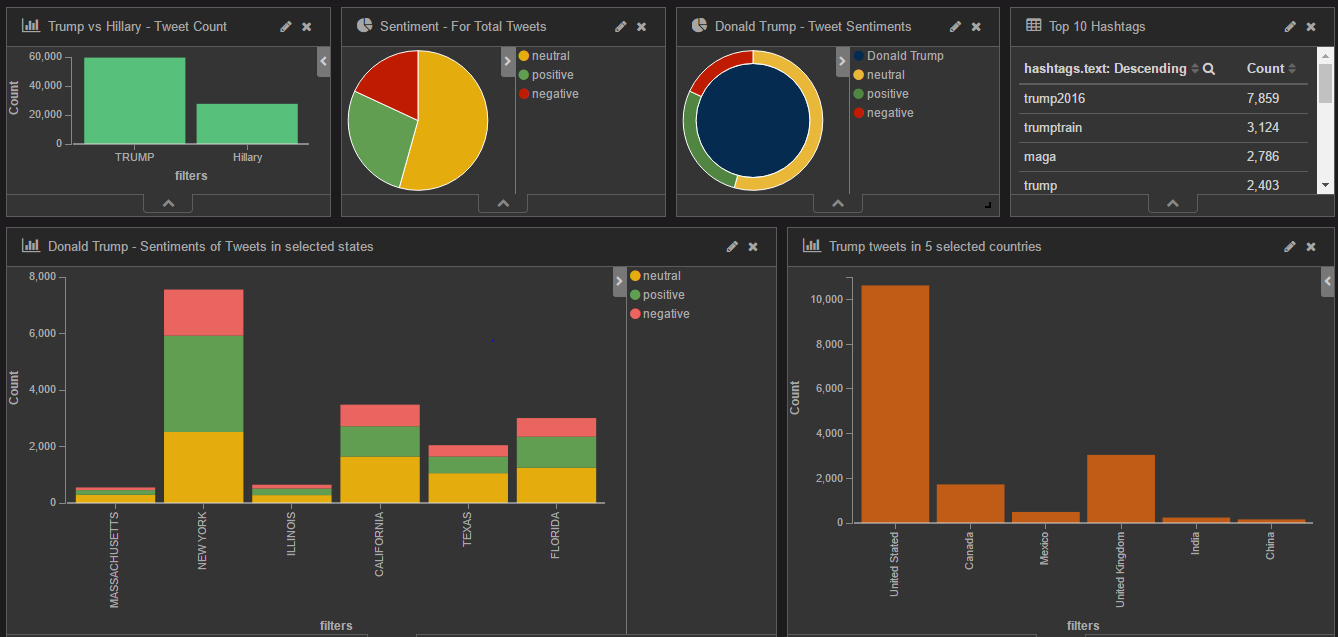 Trump vs Hillary - Tweet Count
60,000
40,000
20,000
0
Count
TRUMP
Hillary
filters
Sentiment - For Total Tweets
neutral
positive
negative
Donald Trump - Tweet Sentiments
Donald Trump
neutral
positive
negative
Top 10 Hashtags
hashtags.text: Descending Count
trump2016 7,859
trumptrain 3,124
maga 2,786
trump 2,403
Donald Trump - Sentiments of Tweets in selected states
8,000
6,000
4,000
2,000
0
Count
MASSACHUSETTS
NEW YORK
ILLINOIS
CALIFORNIA
TEXAS
FLORIDA
filters
neutral
positive
negative
Trump tweets in 5 selected countries
10,000
8,000
6,000
4,000
2,000
0
Count
United Stated
Canada
Mexico
United Kingdom
India
China
filters